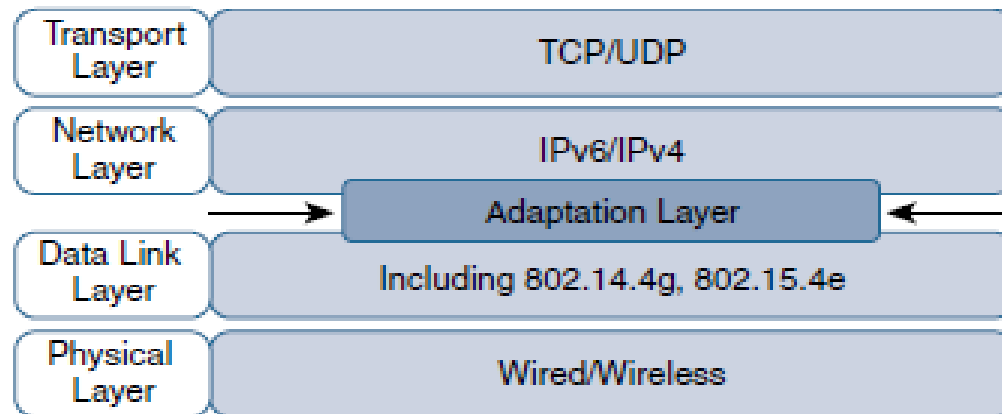 Transport
Layer
TCP/UDP
Network
Layer
IPv6/IPv4
Adaptation Layer
Data Link
Layer
Including 802.14.4g, 802.15.4e
Physical
Layer
Wired/Wireless